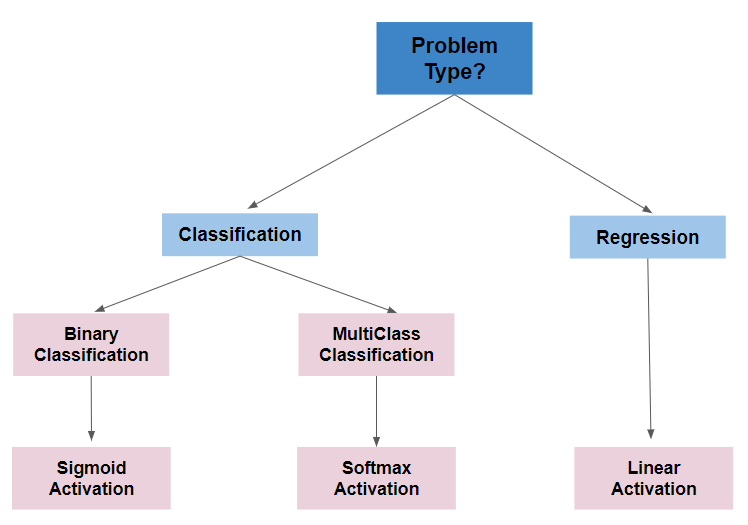 Problem
Type?
Classification
Regression
Binary
Classification
MultiClass
Classification
Sigmoid
Activation
Softmax
Activation
Linear
Activation